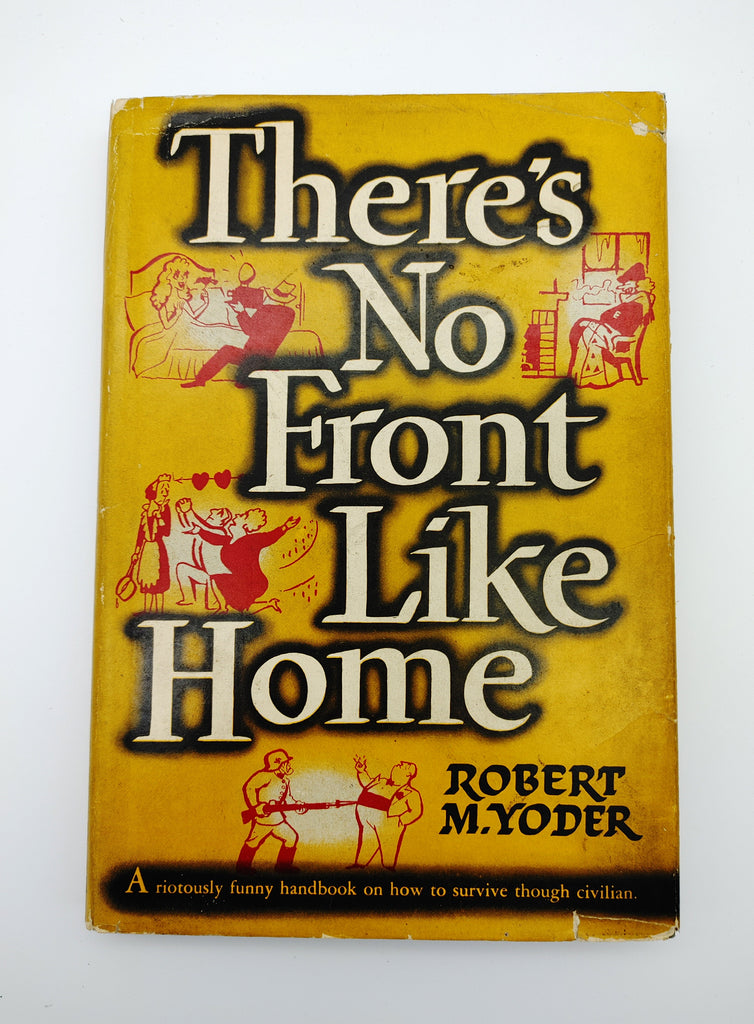 There's
No
Front
Like
Home
ROBERT
M. YODER
A riotously funny handbook on how to survive though civilian.